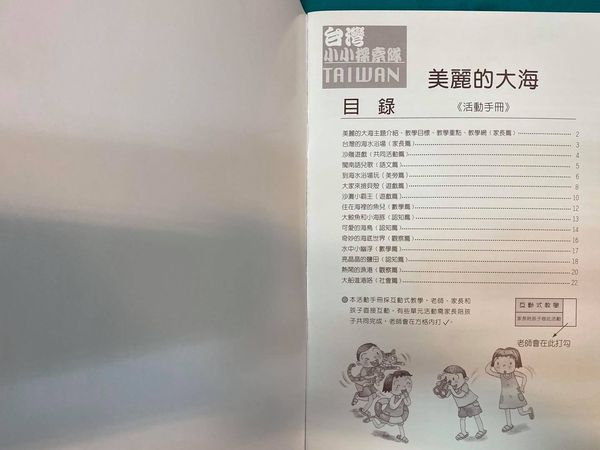 台灣
小小探索隊
TAIWAN
美麗的大海
目錄 《活動手冊》
美麗的大海主題介紹、教學目標、教學重點、教學網(家長篇) 2
台灣的海水浴場(家長篇) 3
沙雕遊戲(共同活動篇) 4
閩南語兒歌(語文篇) 5
到海水浴場玩(美勞篇) 6
大家來撿貝殼(遊戲篇) 8
沙灘小霸王(遊戲篇) 10
住在海裡的魚兒(數學篇) 12
大鯨魚和小海豚(認知篇) 13
可愛的海鳥(認知篇) 14
奇妙的海底世界(觀察篇) 16
水中小幽浮(數學篇) 17
亮晶晶的鹽田(認知篇) 18
熱鬧的漁港(觀察篇) 20
大船進港路(社會篇) 22
本活動手冊採互動式教學,老師、家長和
孩子直接互動。有些單元活動需家長陪孩
子共同完成,老師會在方格內打✓。
互動式教學
家長陪孩子做此活動
老師會在此打勾